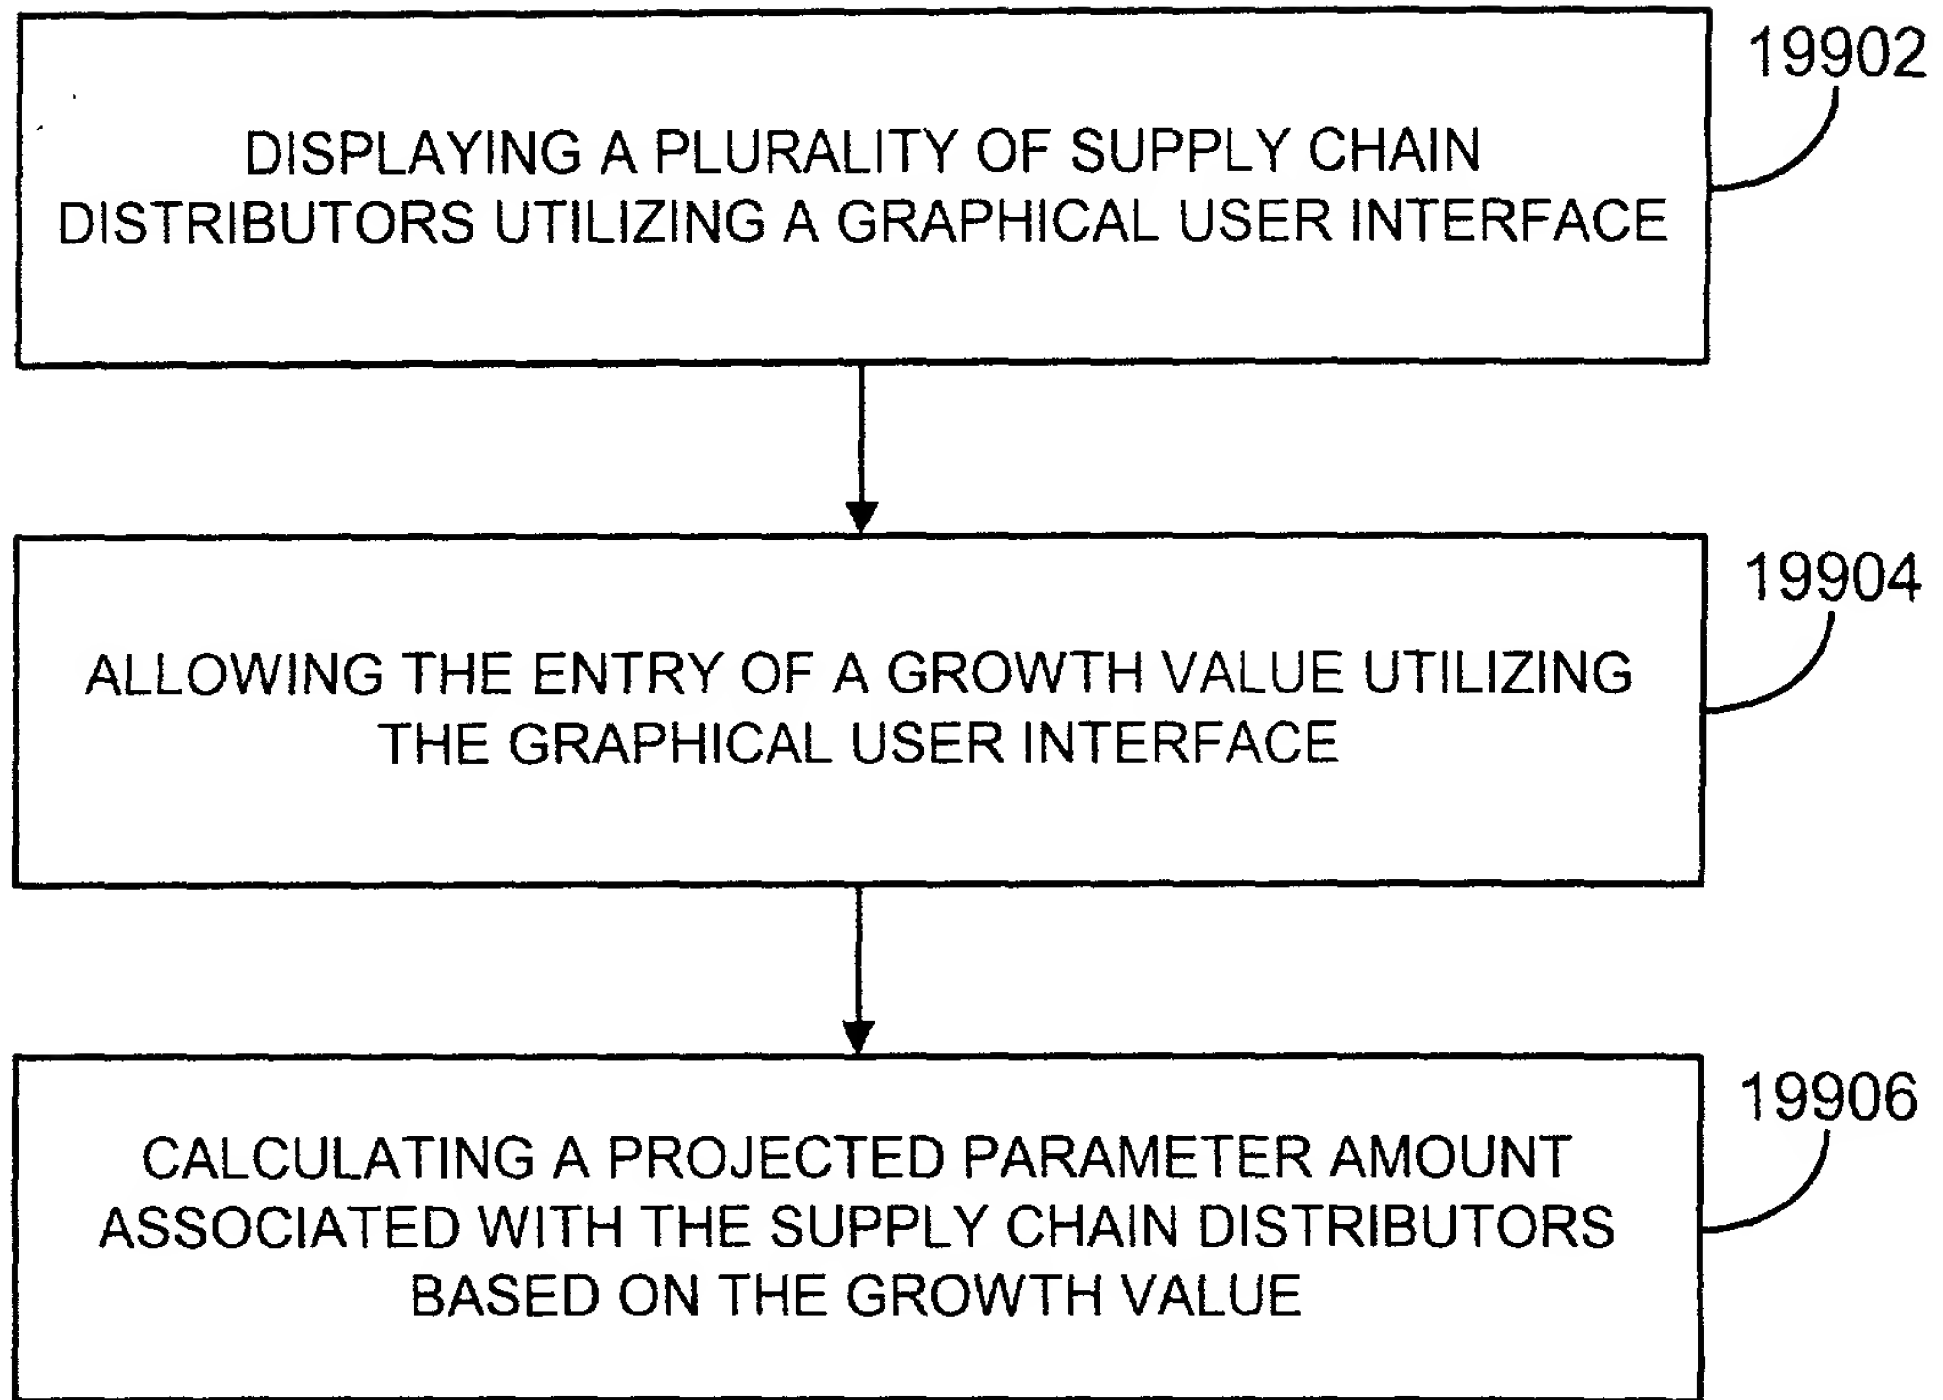 19902
DISPLAYING A PLURALITY OF SUPPLY CHAIN
DISTRIBUTORS UTILIZING A GRAPHICAL USER INTERFACE
19904
ALLOWING THE ENTRY OF A GROWTH VALUE UTILIZING
THE GRAPHICAL USER INTERFACE
19906
CALCULATING A PROJECTED PARAMETER AMOUNT
ASSOCIATED WITH THE SUPPLY CHAIN DISTRIBUTORS
BASED ON THE GROWTH VALUE